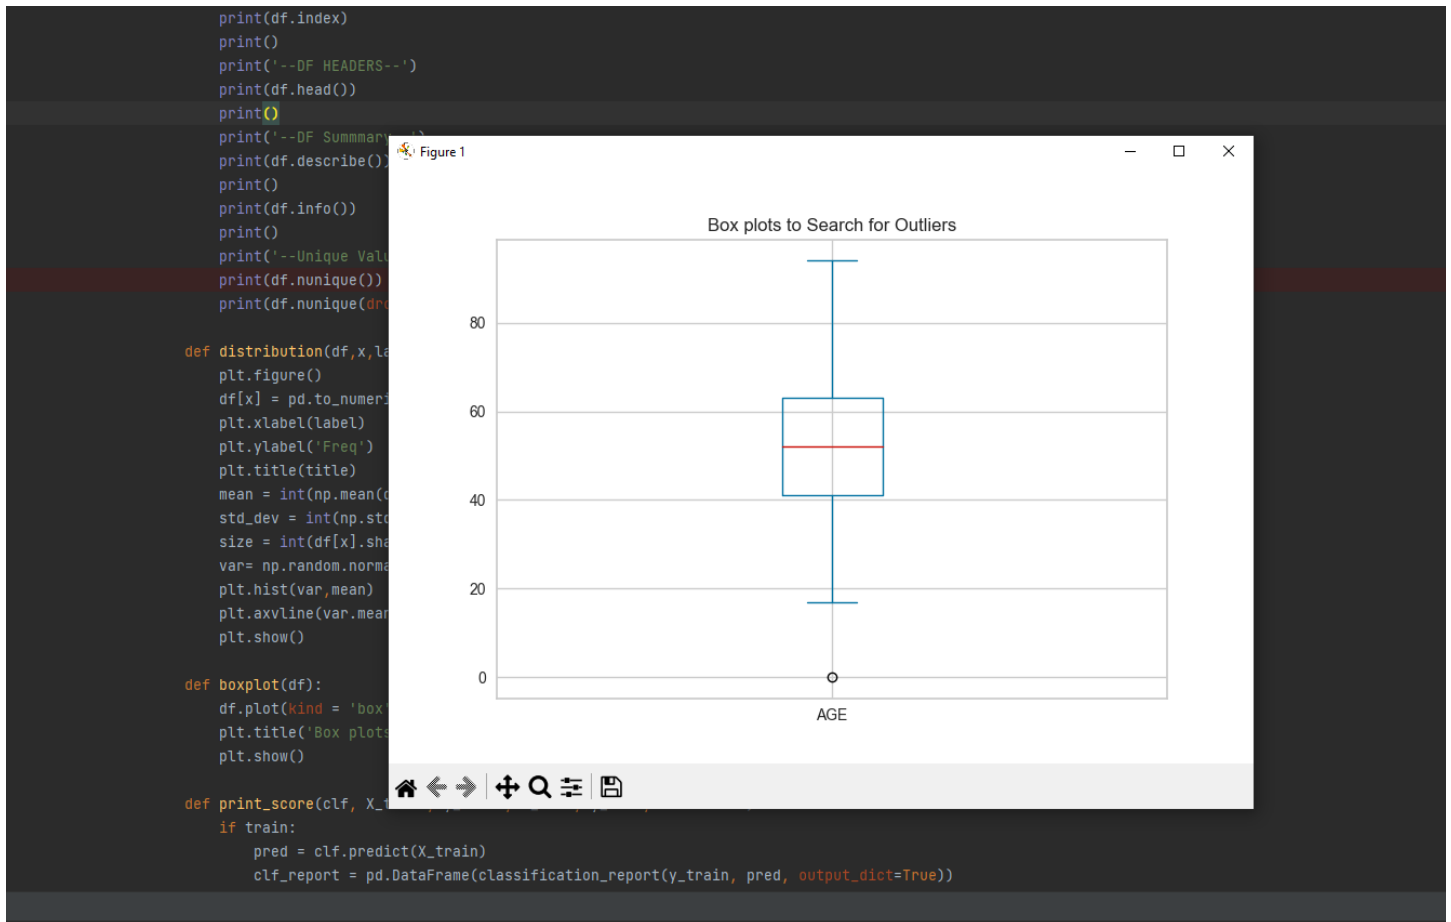 print(df.index)
print()
print('--DF HEADERS--')
print(df.head())
print()
print('--DF Summmary--')
print(df.describe())
print()
print(df.info())
print()
print('--Unique Valu
print(df.nunique())
print(df.nunique(dro
def distribution(df,x,la
plt.figure()
df[x] = pd.to_numeri
plt.xlabel(label)
plt.ylabel('Freq')
plt.title(title)
mean = int(np.mean(d
std_dev = int(np.std
size = int(df[x].sha
var= np.random.norma
plt.hist(var,mean)
plt.axvline(var.mean
plt.show()
def boxplot(df):
df.plot(kind = 'box'
plt.title('Box plots
plt.show()
def print_score(clf, X_t
if train:
pred = clf.predict(X_train)
clf_report = pd.DataFrame(classification_report(y_train, pred, output_dict=True))
Figure 1
Box plots to Search for Outliers
80
60
40
20
0
AGE